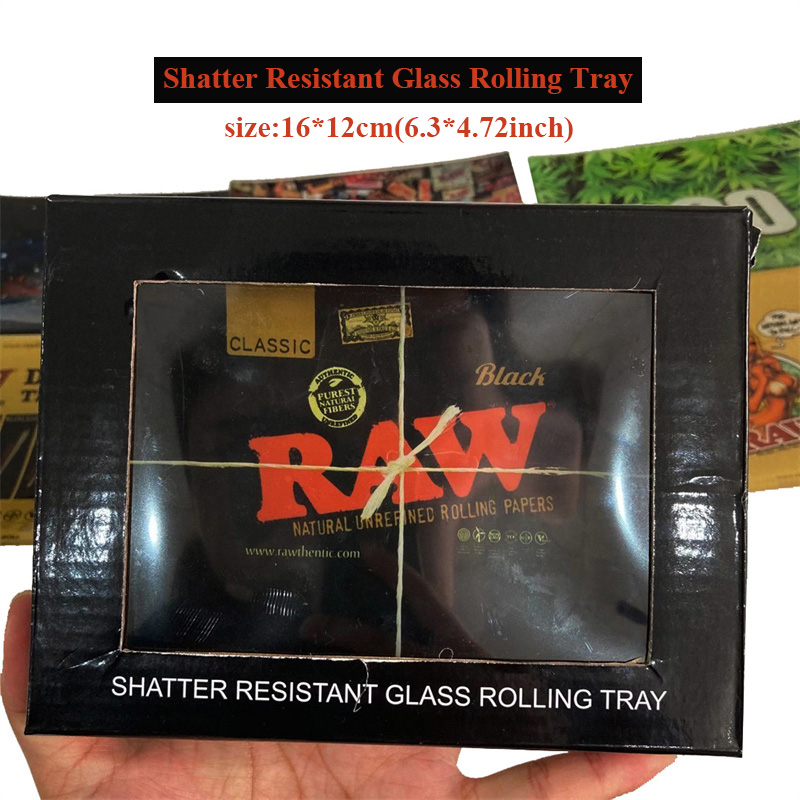 Shatter Resistant Glass Rolling Tray
size:16*12cm(6.3*4.72inch)
CLASSIC
AUTHENTIC
PUREST
NATURAL
FIBERS
UNREFINED
Black
RAW
NATURAL UNREFINED ROLLING PAPERS
www.rawthentic.com
SHATTER RESISTANT GLASS ROLLING TRAY